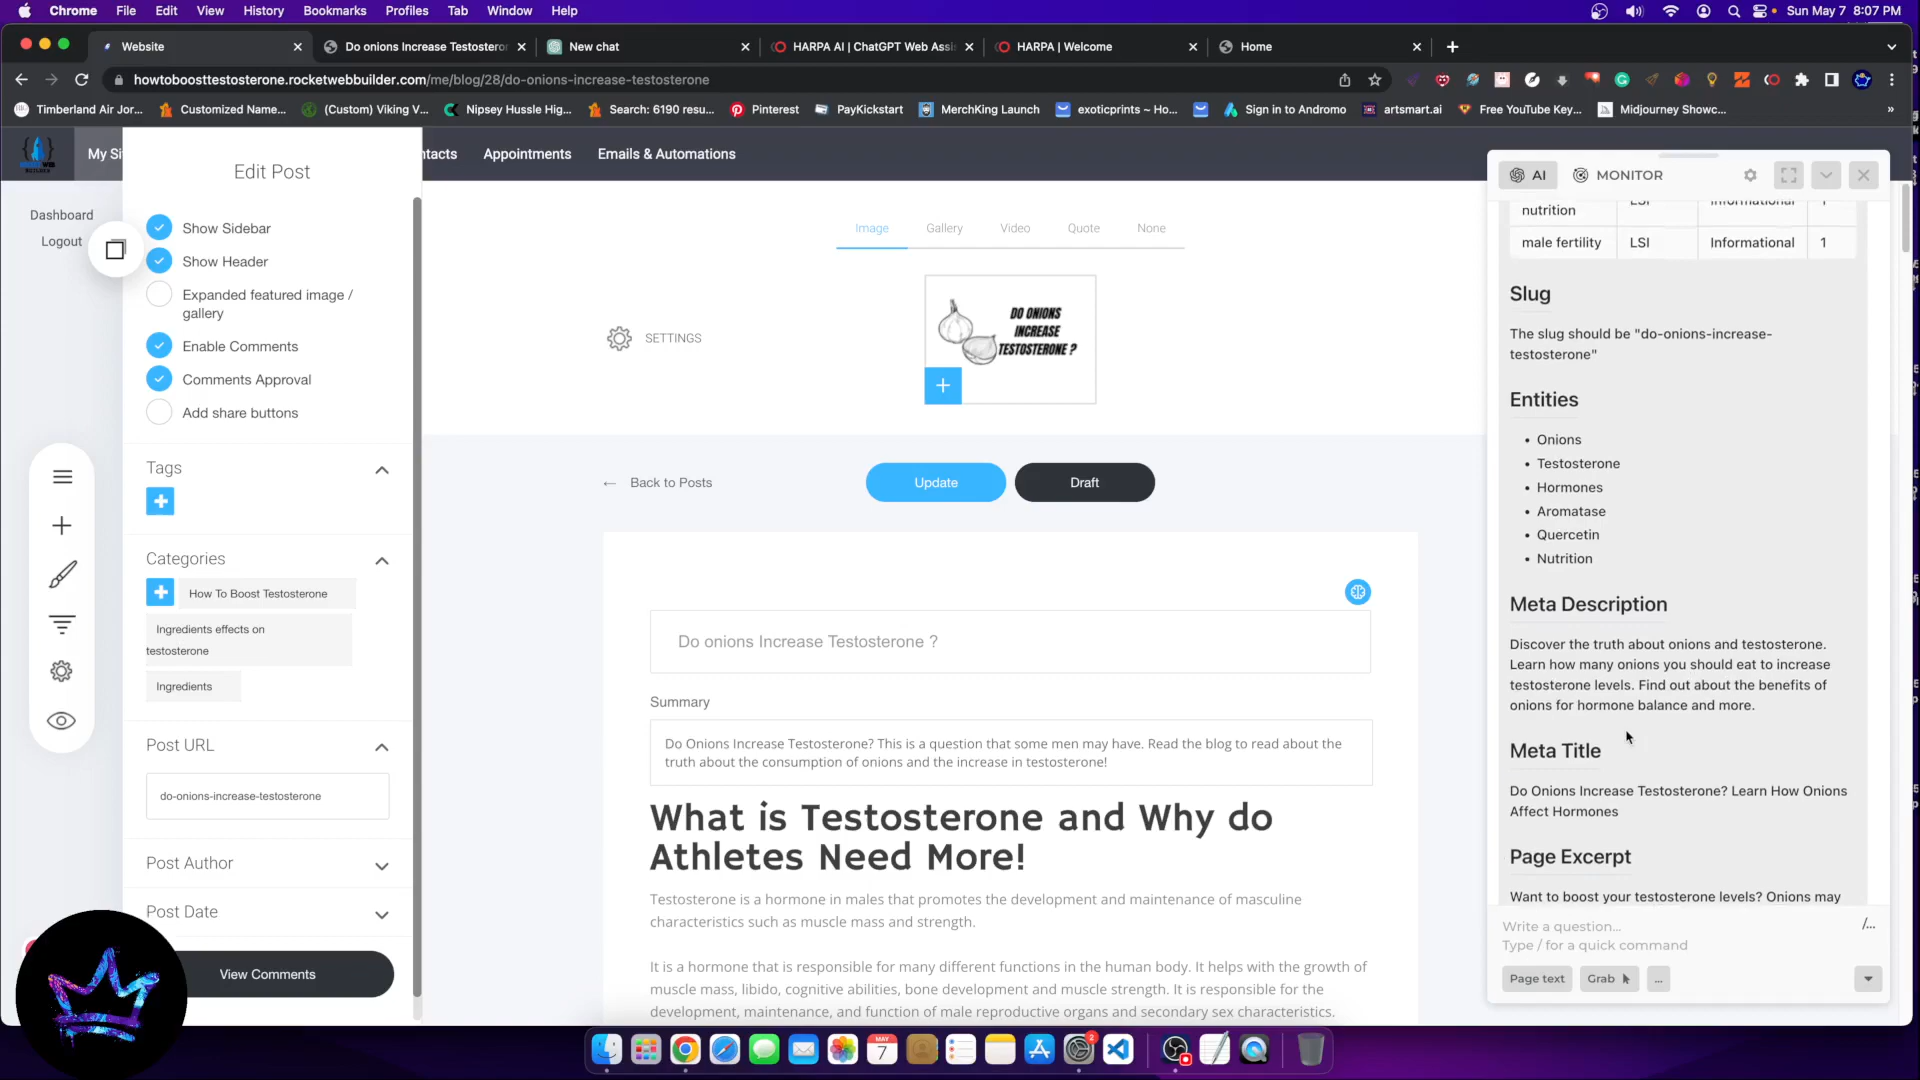 Chrome File Edit View History Bookmarks Profiles Tab Window Help
Sun May 7 8:07 PM
Website
Do onions Increase Testostero
New chat
HARPA AI | ChatGPT Web Assi
HARPA | Welcome
Home
howtoboosttestosterone.rocketwebbuilder.com/me/blog/28/do-onions-increase-testosterone
Timberland Air Jor...
Customized Name...
(Custom) Viking V...
Nipsey Hussle Hig...
Search: 6190 resu...
Pinterest
PayKickstart
MerchKing Launch
exoticprints ~ Ho...
Sign in to Andromo
artsmart.ai
Free YouTube Key...
Midjourney Showc...
»
My Si
ntacts
Appointments
Emails & Automations
Dashboard
Logout
Edit Post
Show Sidebar
Show Header
Expanded featured image /
gallery
Enable Comments
Comments Approval
Add share buttons
Tags
Categories
How To Boost Testosterone
Ingredients effects on
testosterone
Ingredients
Post URL
do-onions-increase-testosterone
Post Author
Post Date
View Comments
Image
Gallery
Video
Quote
None
SETTINGS
DO ONIONS
INCREASE
TESTOSTERONE ?
← Back to Posts
Update
Draft
Do onions Increase Testosterone ?
Summary
Do Onions Increase Testosterone? This is a question that some men may have. Read the blog to read about the
truth about the consumption of onions and the increase in testosterone!
What is Testosterone and Why do
Athletes Need More!
Testosterone is a hormone in males that promotes the development and maintenance of masculine
characteristics such as muscle mass and strength.
It is a hormone that is responsible for many different functions in the human body. It helps with the growth of
muscle mass, libido, cognitive abilities, bone development and muscle strength. It is responsible for the
development, maintenance, and function of male reproductive organs and secondary sex characteristics.
AI
MONITOR
nutrition LSI Informational 1
male fertility LSI Informational 1
Slug
The slug should be "do-onions-increase-
testosterone"
Entities
• Onions
• Testosterone
• Hormones
• Aromatase
• Quercetin
• Nutrition
Meta Description
Discover the truth about onions and testosterone.
Learn how many onions you should eat to increase
testosterone levels. Find out about the benefits of
onions for hormone balance and more.
Meta Title
Do Onions Increase Testosterone? Learn How Onions
Affect Hormones
Page Excerpt
Want to boost your testosterone levels? Onions may
Write a question...
Type / for a quick command
/...
Page text
Grab
...
MAY
7
2